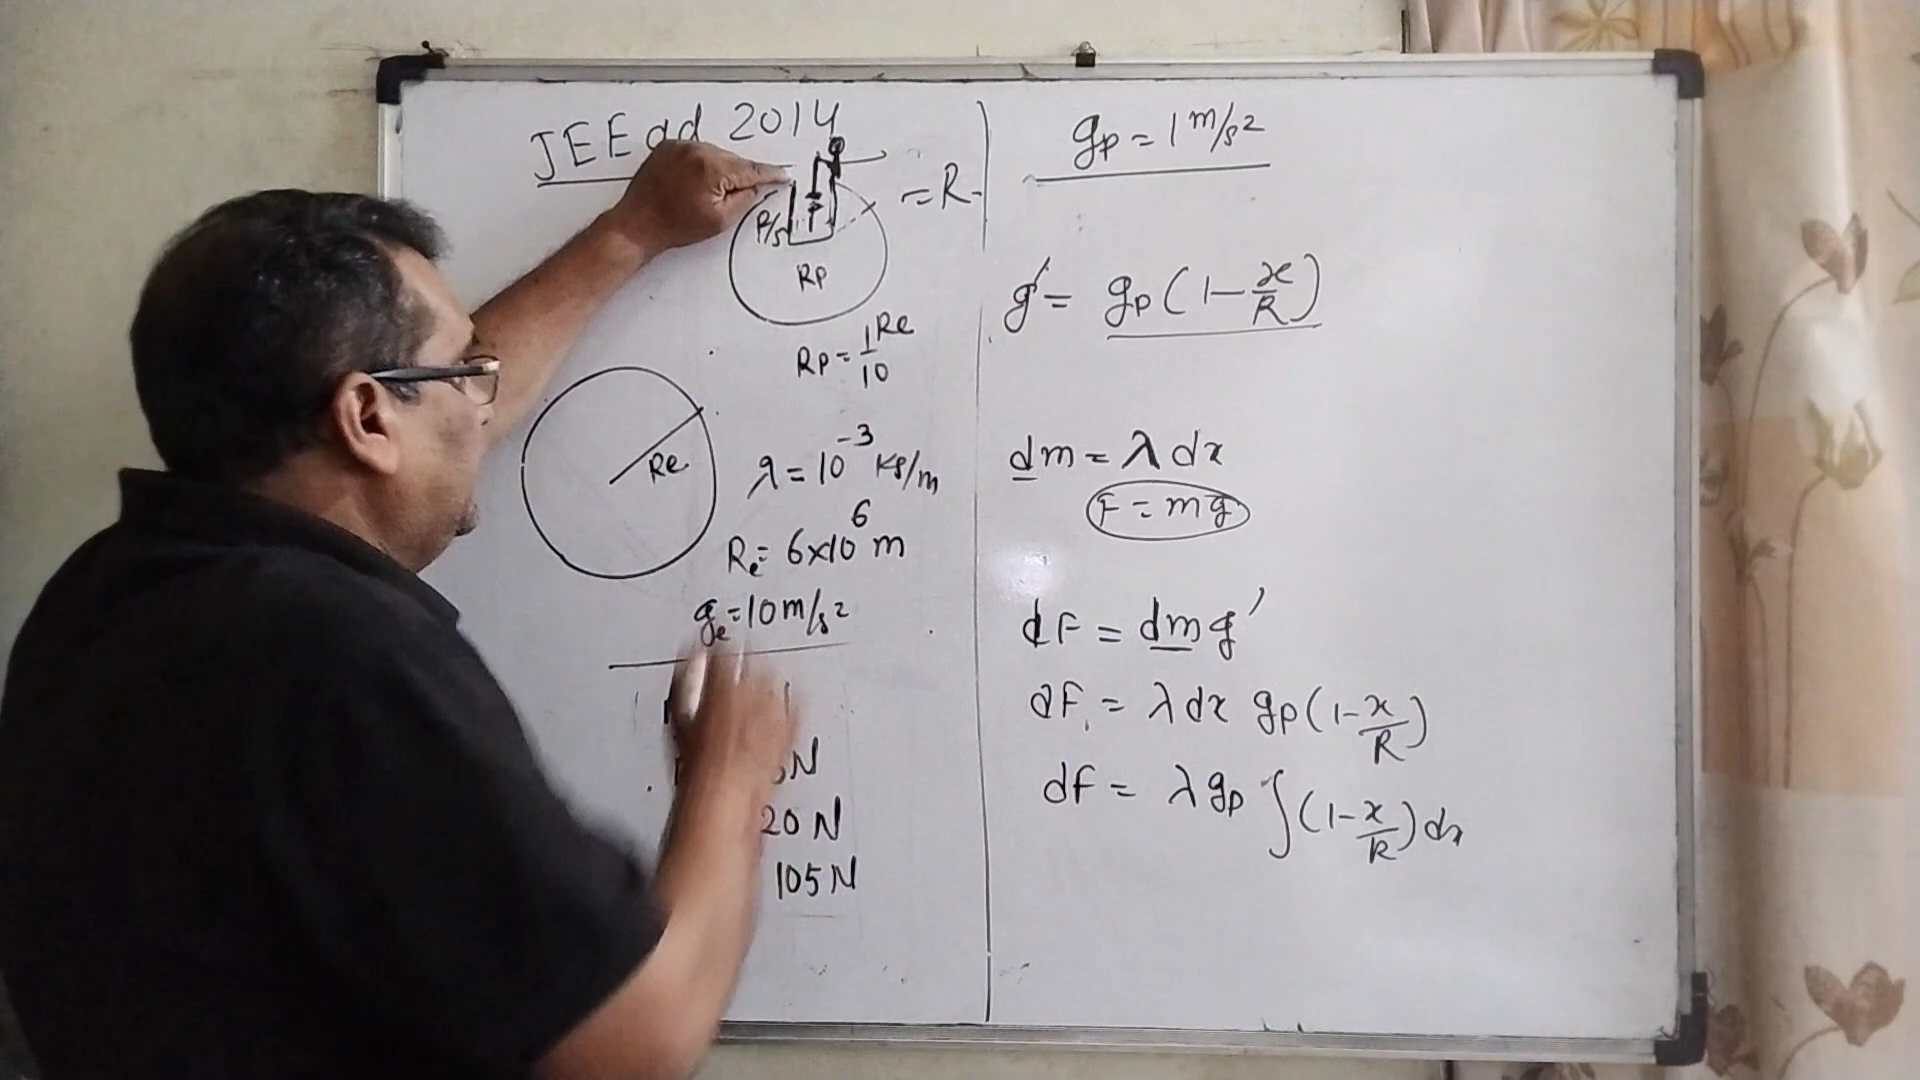 JEEad 2014
= R
R/5
Rp
Rp = 1/10 Re
Re
λ = 10^-3 kg/m
Re = 6×10^6 m
ge = 10 m/s²
N
20 N
105 N
gp = 1 m/s²
g' = gp (1 - x/R)
dm = λ dx
F = mg
dF = dm g'
dF = λ dx gp (1 - x/R)
dF = λ gp ∫ (1 - x/R) dx